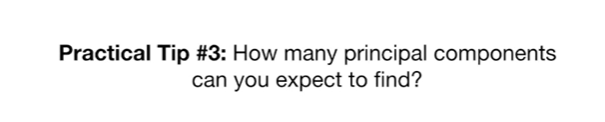 Practical Tip #3: How many principal components
can you expect to find?